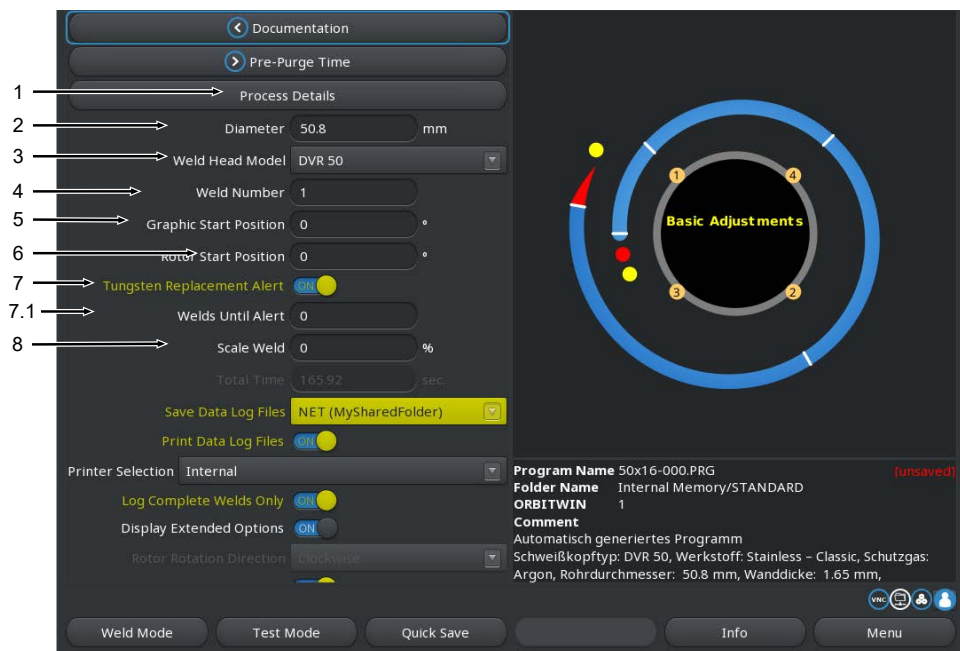 Documentation
Pre-Purge Time
1 Process Details
2 Diameter 50.8 mm
3 Weld Head Model DVR 50
4 Weld Number 1
5 Graphic Start Position 0 °
6 Rotor Start Position 0 °
7 Tungsten Replacement Alert ON
7.1 Welds Until Alert 0
8 Scale Weld 0 %
Total Time 165.92 sec.
Save Data Log Files NET (MySharedFolder)
Print Data Log Files ON
Printer Selection Internal
Log Complete Welds Only ON
Display Extended Options ON
Rotor Rotation Direction Clockwise
1 4
Basic Adjustments
3 2
Program Name 50x16-000.PRG (unsaved)
Folder Name Internal Memory/STANDARD
ORBITWIN 1
Comment
Automatisch generiertes Programm
Schweißkopftyp: DVR 50, Werkstoff: Stainless – Classic, Schutzgas:
Argon, Rohrdurchmesser: 50.8 mm, Wanddicke: 1.65 mm,
VNC
Weld Mode Test Mode Quick Save Info Menu